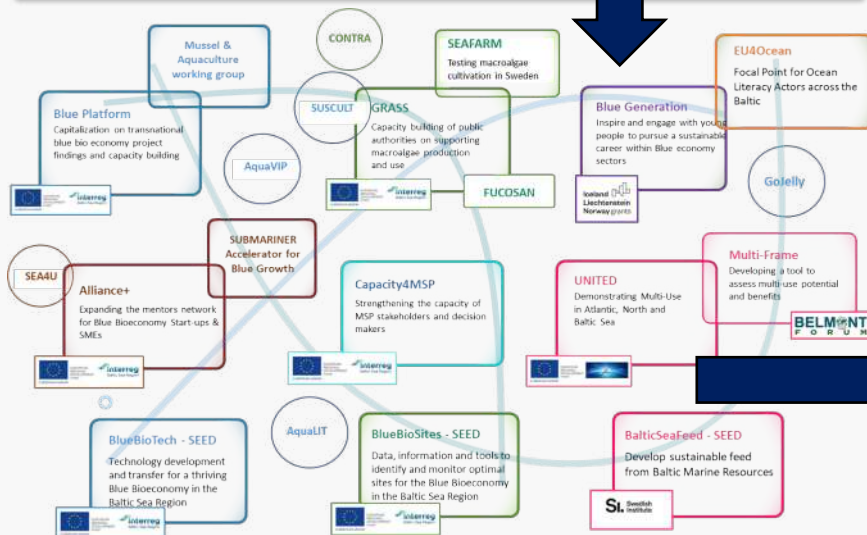 CONTRA
Mussel &
Aquaculture
working group
SEAFARM
Testing macroalgae
cultivation in Sweden
EU4Ocean
Focal Point for Ocean
Literacy Actors across the
Baltic
Blue Platform
Capitalization on transnational
blue bio economy project
findings and capacity building
SUSCULT
GRASS
Capacity building of public
authorities on supporting
macroalgae production
and use
Blue Generation
Inspire and engage with young
people to pursue a sustainable
career within Blue economy
sectors
AquaVIP
GoJelly
FUCOSAN
Interreg
Interreg
Iceland
Liechtenstein
Norway grants
SUBMARINER
Accelerator for
Blue Growth
SEA4U
Alliance+
Expanding the mentors network
for Blue Bioeconomy Start-ups &
SMEs
Capacity4MSP
Strengthening the capacity of
MSP stakeholders and decision
makers
UNITED
Demonstrating Multi-Use
in Atlantic, North and
Baltic Sea
Multi-Frame
Developing a tool to
assess multi-use potential
and benefits
BELMONT
FORUM
Interreg
Interreg
BlueBioTech - SEED
Technology development
and transfer for a thriving
Blue Bioeconomy in the
Baltic Sea Region
AquaLIT
BlueBioSites - SEED
Data, information and tools to
identify and monitor optimal
sites for the Blue Bioeconomy
in the Baltic Sea Region
BalticSeaFeed - SEED
Develop sustainable feed
from Baltic Marine Resources
Interreg
Interreg
SI. Swedish
Institute